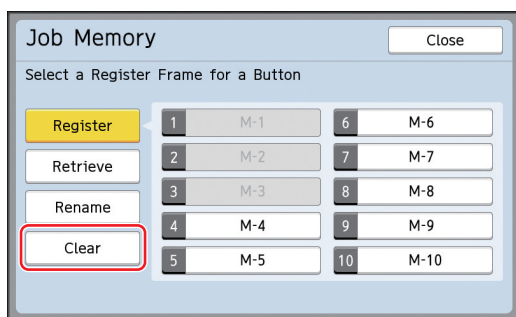 Job Memory
Close
Select a Register Frame for a Button
Register
Retrieve
Rename
Clear
1 M-1
2 M-2
3 M-3
4 M-4
5 M-5
6 M-6
7 M-7
8 M-8
9 M-9
10 M-10